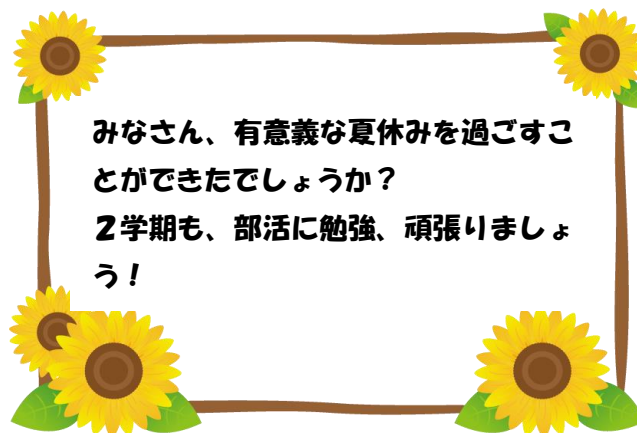 みなさん、有意義な夏休みを過ごすこ
とができたでしょうか？
２学期も、部活に勉強、頑張りましょ
う！